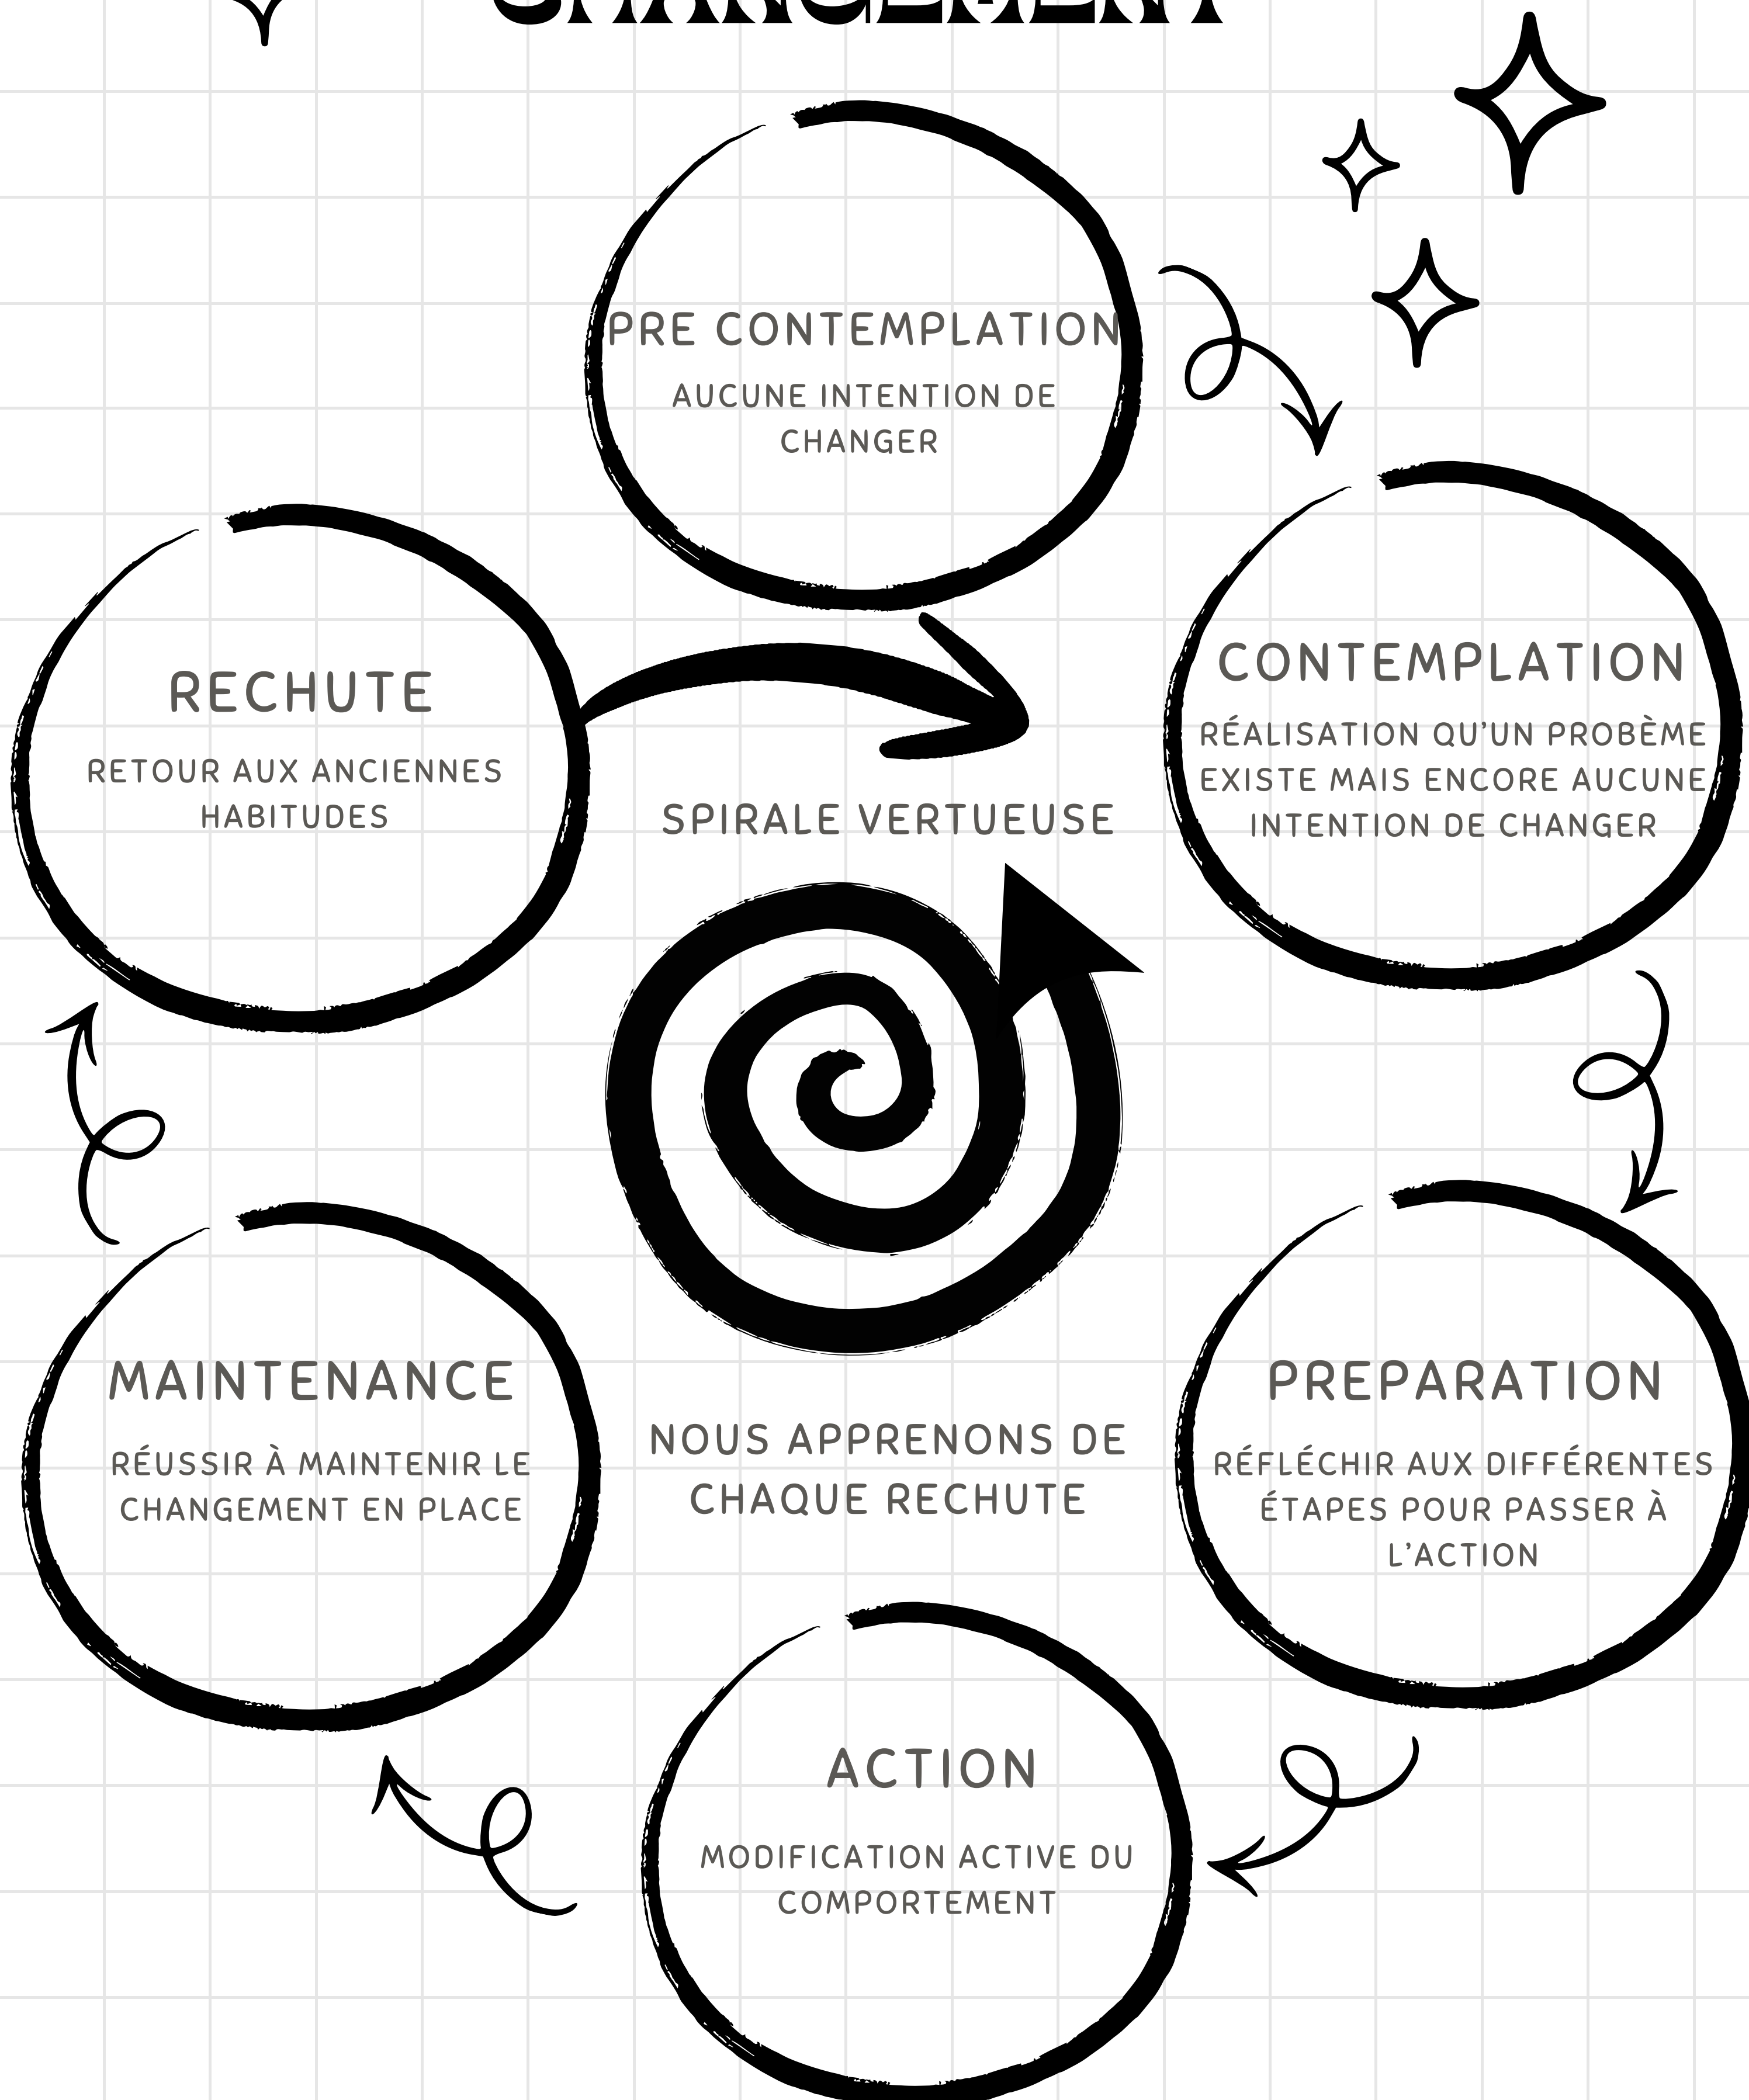 CHANGEMENT
PRE CONTEMPLATION
AUCUNE INTENTION DE
CHANGER
CONTEMPLATION
RÉALISATION QU'UN PROBÈME
EXISTE MAIS ENCORE AUCUNE
INTENTION DE CHANGER
RECHUTE
RETOUR AUX ANCIENNES
HABITUDES
SPIRALE VERTUEUSE
MAINTENANCE
RÉUSSIR À MAINTENIR LE
CHANGEMENT EN PLACE
NOUS APPRENONS DE
CHAQUE RECHUTE
PREPARATION
RÉFLÉCHIR AUX DIFFÉRENTES
ÉTAPES POUR PASSER À
L'ACTION
ACTION
MODIFICATION ACTIVE DU
COMPORTEMENT